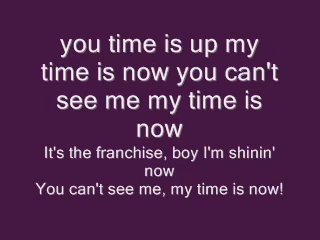 you time is up my
time is now you can't
see me my time is
now
It's the franchise, boy I'm shinin'
now
You can't see me, my time is now!